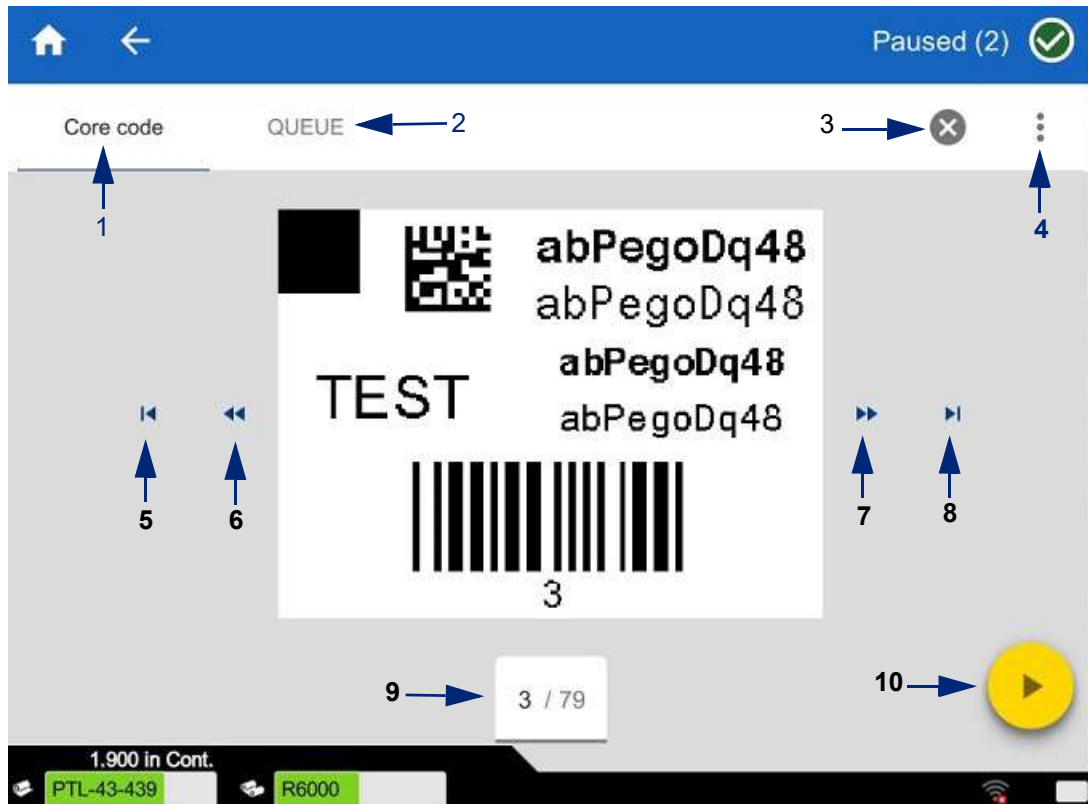 Paused (2)
Core code
QUEUE
2
3
1
4
abPegoDq48
abPegoDq48
abPegoDq48
TEST
abPegoDq48
5
6
7
8
3
9
3 / 79
10
1.900 in Cont.
PTL-43-439
R6000